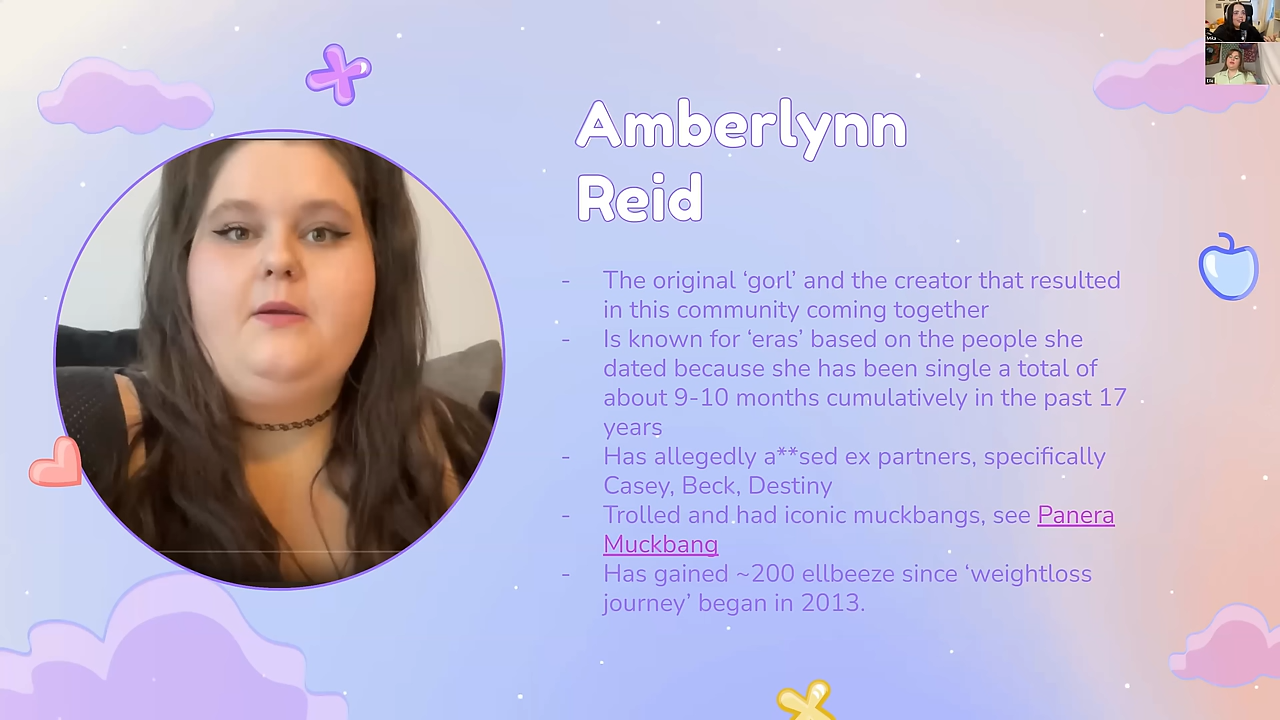 Amberlynn
Reid
- The original ‘gorl’ and the creator that resulted
in this community coming together
- Is known for ‘eras’ based on the people she
dated because she has been single a total of
about 9-10 months cumulatively in the past 17
years
- Has allegedly a**sed ex partners, specifically
Casey, Beck, Destiny
- Trolled and had iconic muckbangs, see Panera
Muckbang
- Has gained ~200 ellbeeze since ‘weightloss
journey’ began in 2013.